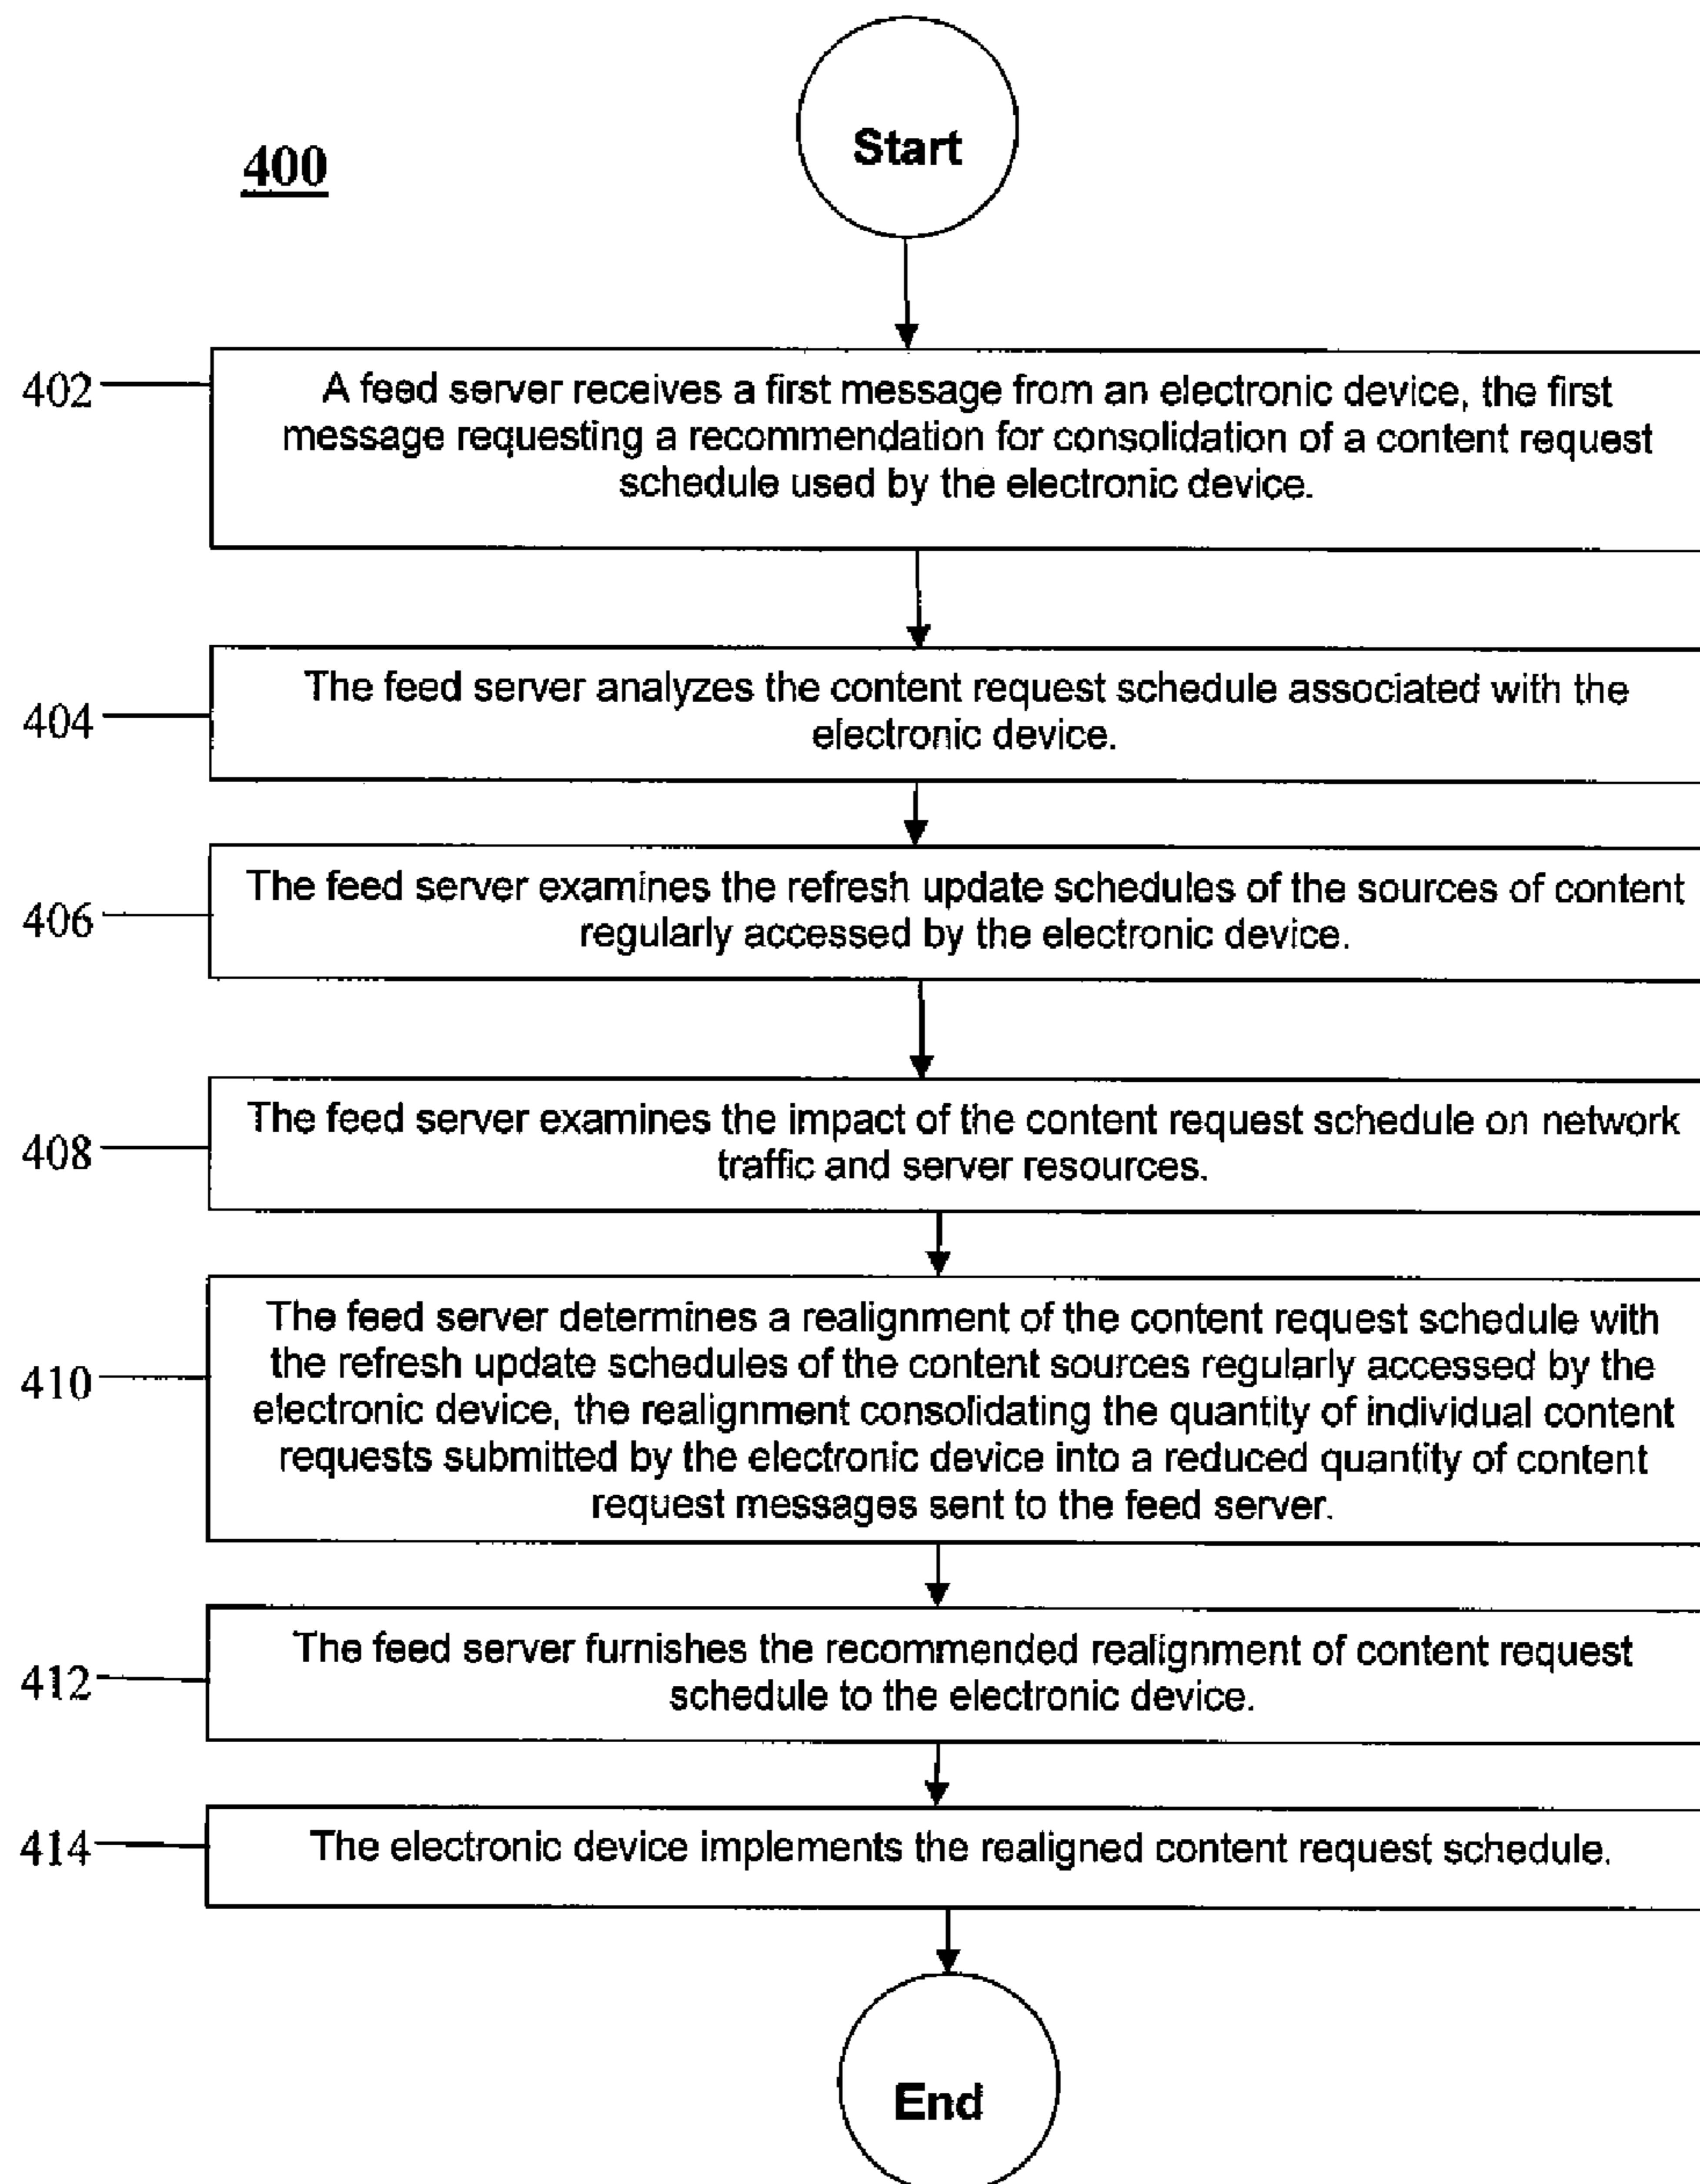 Start
400
402
A feed server receives a first message from an electronic device, the first
message requesting a recommendation for consolidation of a content request
schedule used by the electronic device.
404
The feed server analyzes the content request schedule associated with the
electronic device.
406
The feed server examines the refresh update schedules of the sources of content
regularly accessed by the electronic device.
408
The feed server examines the impact of the content request schedule on network
traffic and server resources.
410
The feed server determines a realignment of the content request schedule with
the refresh update schedules of the content sources regularly accessed by the
electronic device, the realignment consolidating the quantity of individual content
requests submitted by the electronic device into a reduced quantity of content
request messages sent to the feed server.
412
The feed server furnishes the recommended realignment of content request
schedule to the electronic device.
414
The electronic device implements the realigned content request schedule.
End